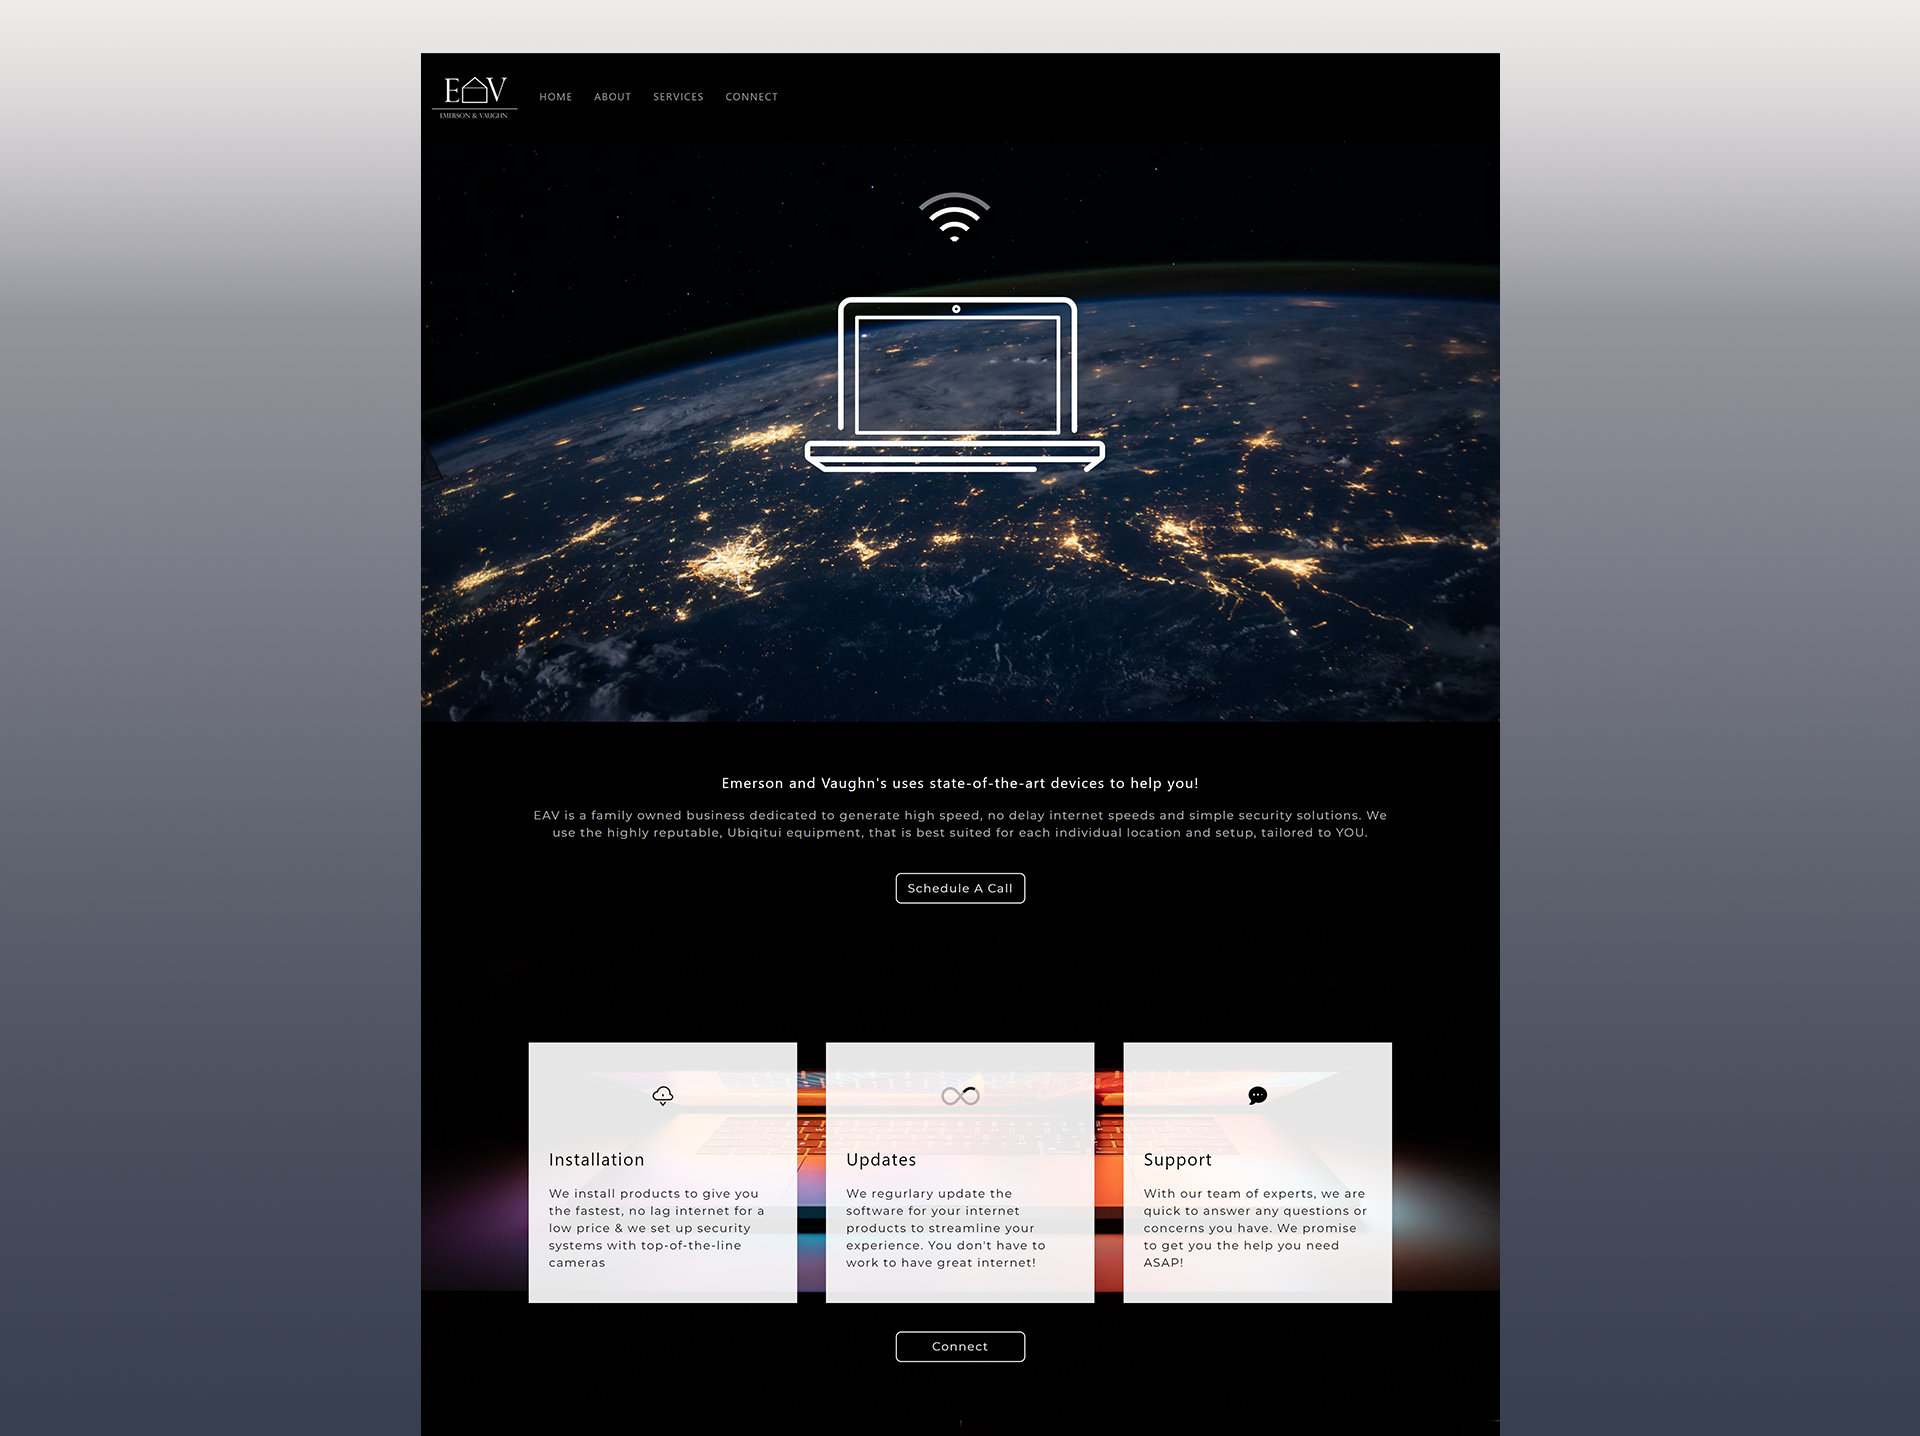 EAV
EMERSON & VAUGHN
HOME ABOUT SERVICES CONNECT
Emerson and Vaughn's uses state-of-the-art devices to help you!
EAV is a family owned business dedicated to generate high speed, no delay internet speeds and simple security solutions. We
use the highly reputable, Ubiqitui equipment, that is best suited for each individual location and setup, tailored to YOU.
Schedule A Call
Installation
We install products to give you
the fastest, no lag internet for a
low price & we set up security
systems with top-of-the-line
cameras
Updates
We regurlary update the
software for your internet
products to streamline your
experience. You don't have to
work to have great internet!
Support
With our team of experts, we are
quick to answer any questions or
concerns you have. We promise
to get you the help you need
ASAP!
Connect